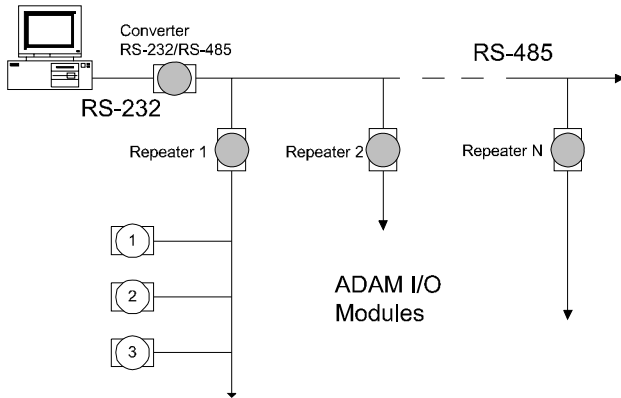 Converter
RS-232/RS-485
RS-485
RS-232
Repeater 1
Repeater 2
Repeater N
1
ADAM I/O
Modules
2
3